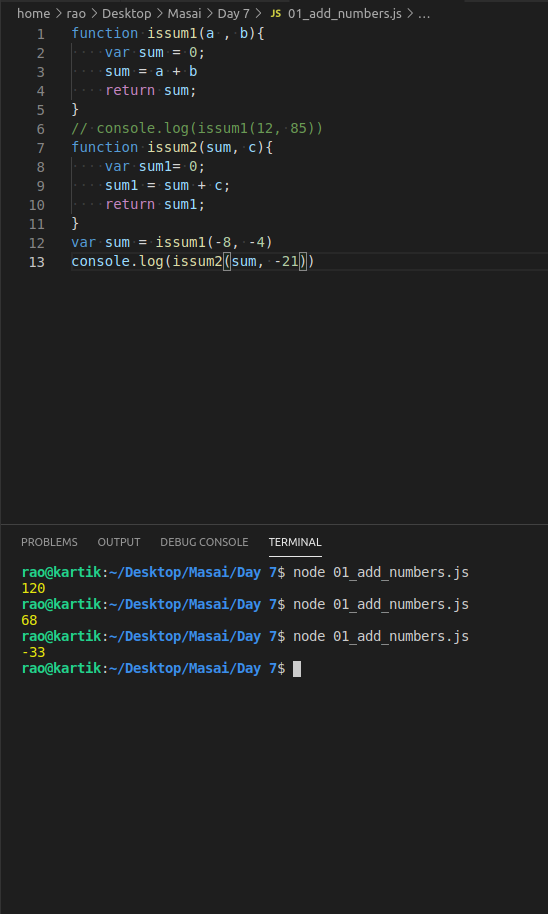 home > rao > Desktop > Masai > Day 7 > JS 01_add_numbers.js > ...
1 function issum1(a , b){
2     var sum = 0;
3     sum = a + b
4     return sum;
5 }
6 // console.log(issum1(12, 85))
7 function issum2(sum, c){
8     var sum1= 0;
9     sum1 = sum + c;
10     return sum1;
11 }
12 var sum = issum1(-8, -4)
13 console.log(issum2(sum, -21))
PROBLEMS OUTPUT DEBUG CONSOLE TERMINAL
rao@kartik:~/Desktop/Masai/Day 7$ node 01_add_numbers.js
120
rao@kartik:~/Desktop/Masai/Day 7$ node 01_add_numbers.js
68
rao@kartik:~/Desktop/Masai/Day 7$ node 01_add_numbers.js
-33
rao@kartik:~/Desktop/Masai/Day 7$